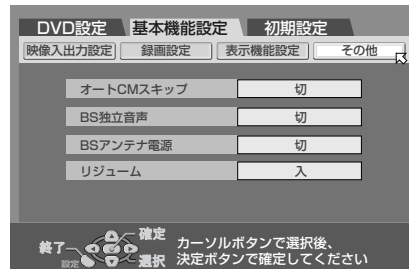 DVD設定 基本機能設定 初期設定
映像入出力設定 録画設定 表示機能設定 その他
オートCMスキップ 切
BS独立音声 切
BSアンテナ電源 切
リジューム 入
確定
終了
設定
選択
カーソルボタンで選択後、
決定ボタンで確定してください